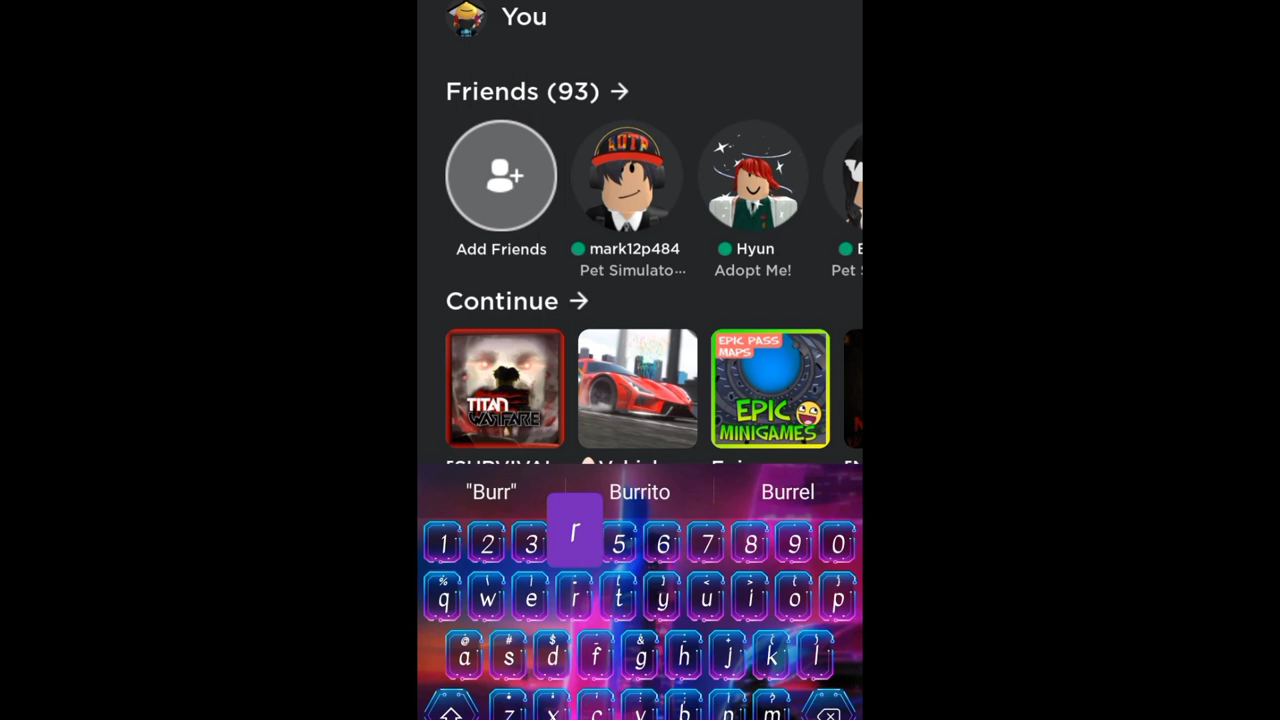 You
Friends (93) →
Add Friends
mark12p484
Pet Simulato...
Hyun
Adopt Me!
Pet
Continue →
TITAN
WARFARE
EPIC PASS
MAPS
EPIC
MINIGAMES
"Burr" Burrito Burrel
1 2 3 r 5 6 7 8 9 0
% \ | = [ ] < > { }
q w e r t y u i o p
@ # $ - & - + ( )
a s d f g h j k l
z x c v b n m